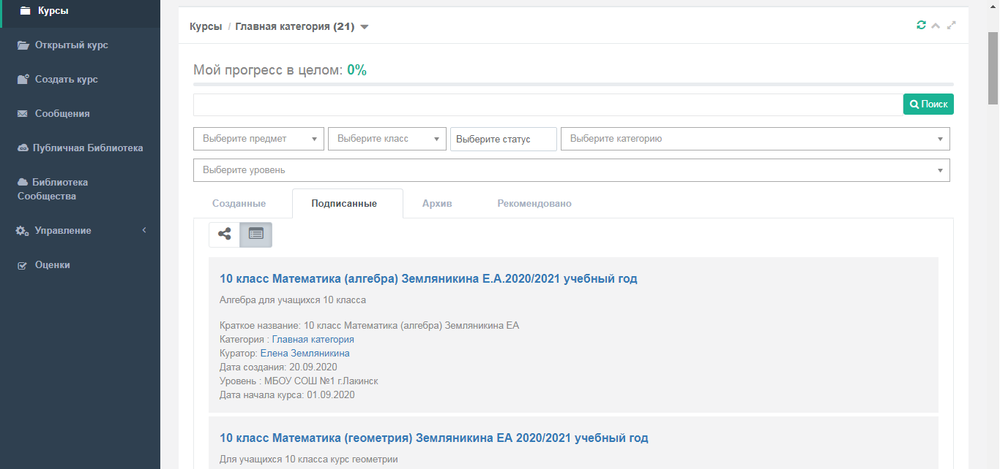 Курсы
Открытый курс
Создать курс
Сообщения
Публичная Библиотека
Библиотека
Сообщества
Управление
Оценки
Курсы / Главная категория (21)
Мой прогресс в целом: 0%
Поиск
Выберите предмет
Выберите класс
Выберите статус
Выберите категорию
Выберите уровень
Созданные
Подписанные
Архив
Рекомендовано
10 класс Математика (алгебра) Земляникина Е.А.2020/2021 учебный год
Алгебра для учащихся 10 класса
Краткое название: 10 класс Математика (алгебра) Земляникина ЕА
Категория : Главная категория
Куратор: Елена Земляникина
Дата создания: 20.09.2020
Уровень : МБОУ СОШ №1 г.Лакинск
Дата начала курса: 01.09.2020
10 класс Математика (геометрия) Земляникина ЕА 2020/2021 учебный год
Для учащихся 10 класса курс геометрии